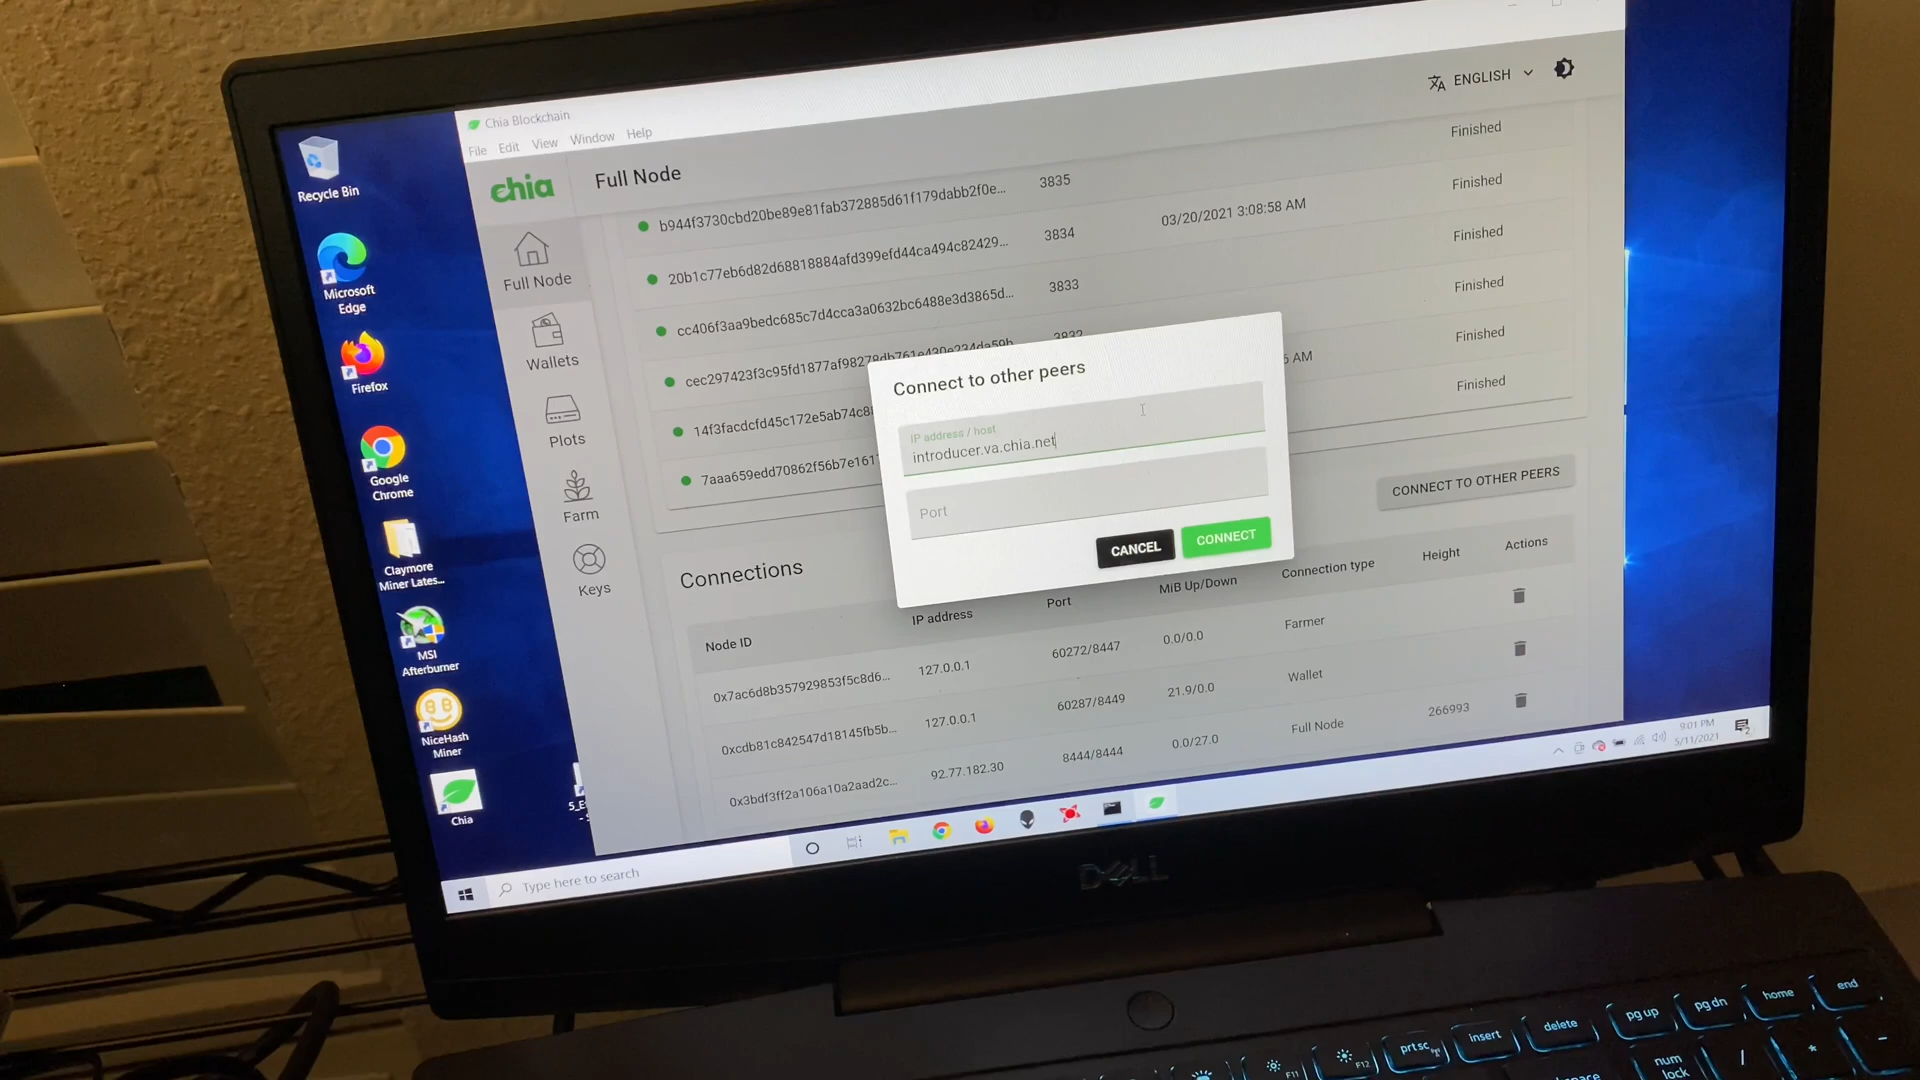 Chia Blockchain
File Edit View Window Help
ENGLISH
chia
Full Node
Finished
b944f3730cbd20be89e81fab372885d61f179dabb2f0e... 3835 Finished
20b1c77eb6d82d68818884afd399efd44ca494c82429... 3834 03/20/2021 3:08:58 AM Finished
cc406f3aa9bedc685c7d4cca3a0632bc6488e3d3865d... 3833 Finished
cec297423f3c95fd1877af98278db761e430e234da59b 3832 Finished
14f3facdcfd45c172e5ab74c8 AM Finished
7aaa659edd70862f56b7e161
Full Node
Wallets
Plots
Farm
Keys
Connect to other peers
IP address / host
introducer.va.chia.net
Port
CANCEL CONNECT
CONNECT TO OTHER PEERS
Connections
Node ID IP address Port MiB Up/Down Connection type Height Actions
0x7ac6d8b357929853f5c8d6... 127.0.0.1 60272/8447 0.0/0.0 Farmer
0xcdb81c842547d18145fb5b... 127.0.0.1 60287/8449 21.9/0.0 Wallet
0x3bdf3ff2a106a10a2aad2c... 92.77.182.30 8444/8444 0.0/27.0 Full Node 266993
Recycle Bin
Microsoft
Edge
Firefox
Google
Chrome
Claymore
Miner Lates...
MSI
Afterburner
NiceHash
Miner
Chia
Type here to search
9:01 PM
5/11/2021
DELL
F11
F12
prt sc
insert
delete
pg up
pg dn
home
end
num
lock
/
*
-